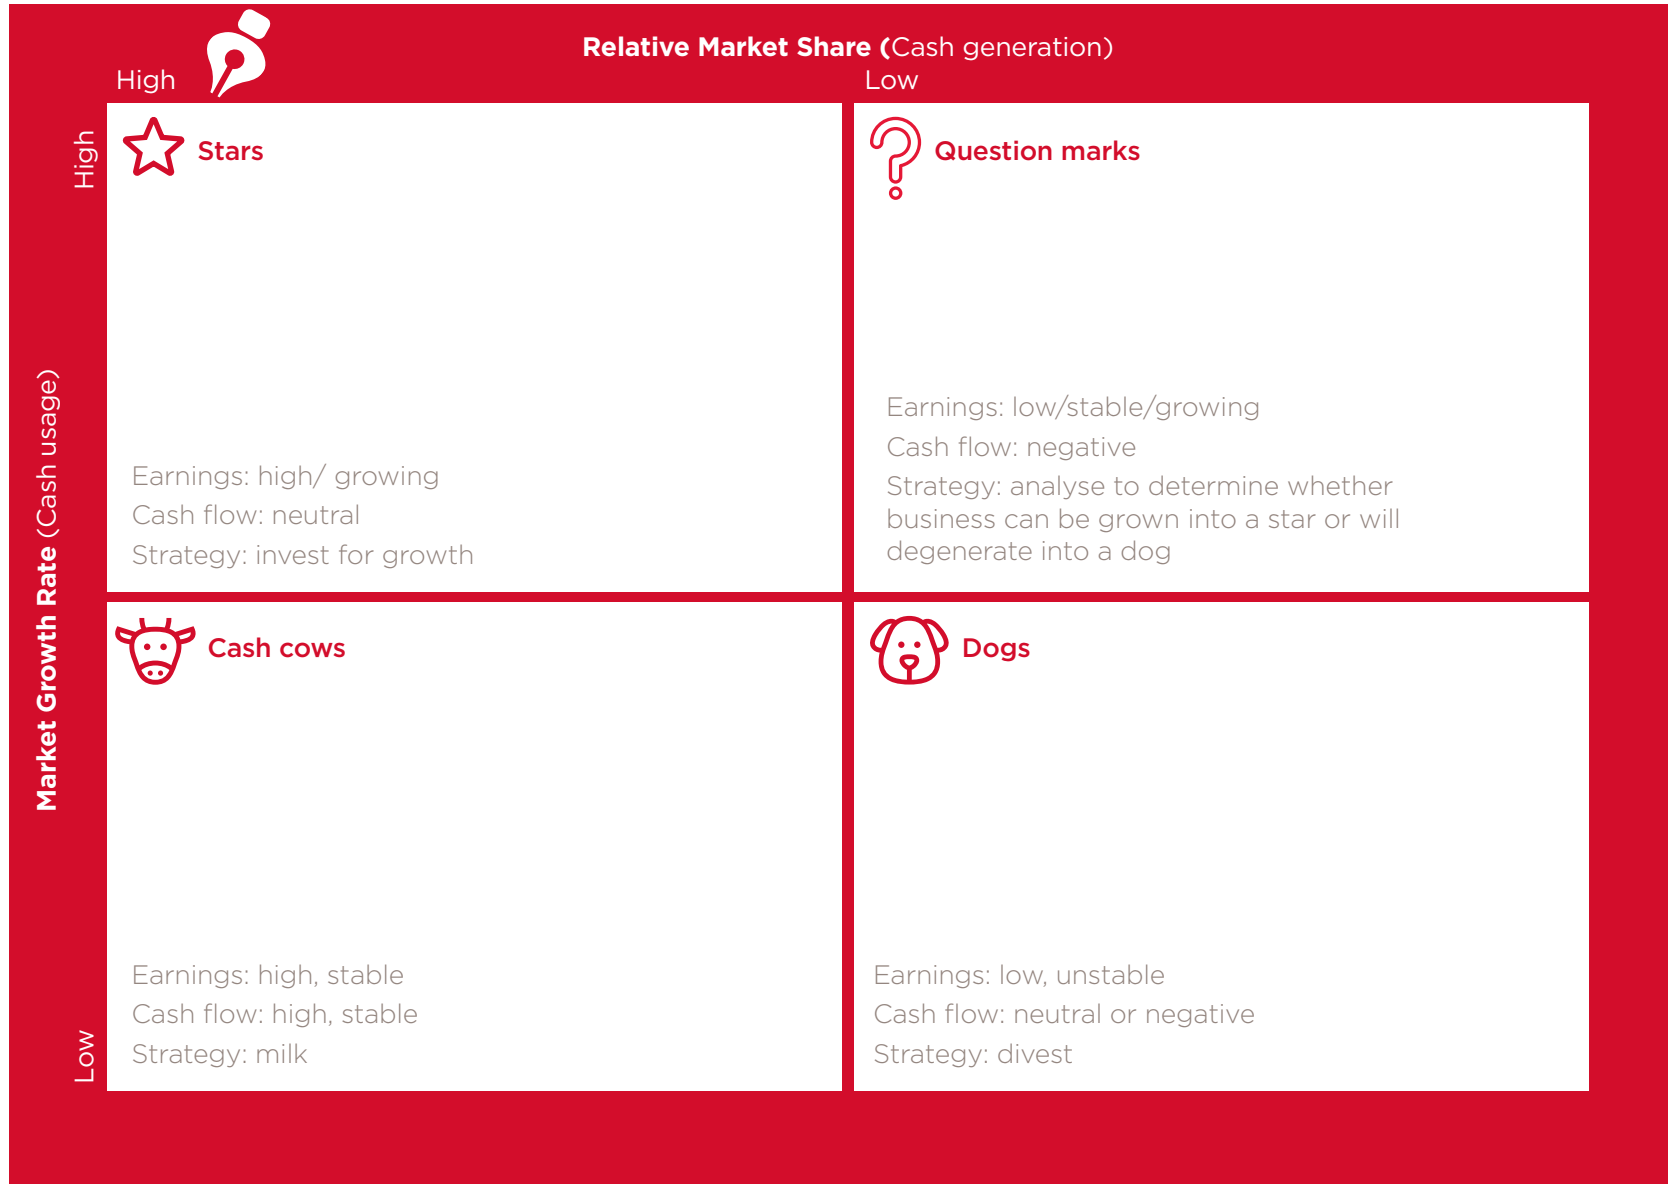 Relative Market Share (Cash generation)
High
Low
Market Growth Rate (Cash usage)
High
Low
Stars
Earnings: high/ growing
Cash flow: neutral
Strategy: invest for growth
Question marks
Earnings: low/stable/growing
Cash flow: negative
Strategy: analyse to determine whether
business can be grown into a star or will
degenerate into a dog
Cash cows
Earnings: high, stable
Cash flow: high, stable
Strategy: milk
Dogs
Earnings: low, unstable
Cash flow: neutral or negative
Strategy: divest